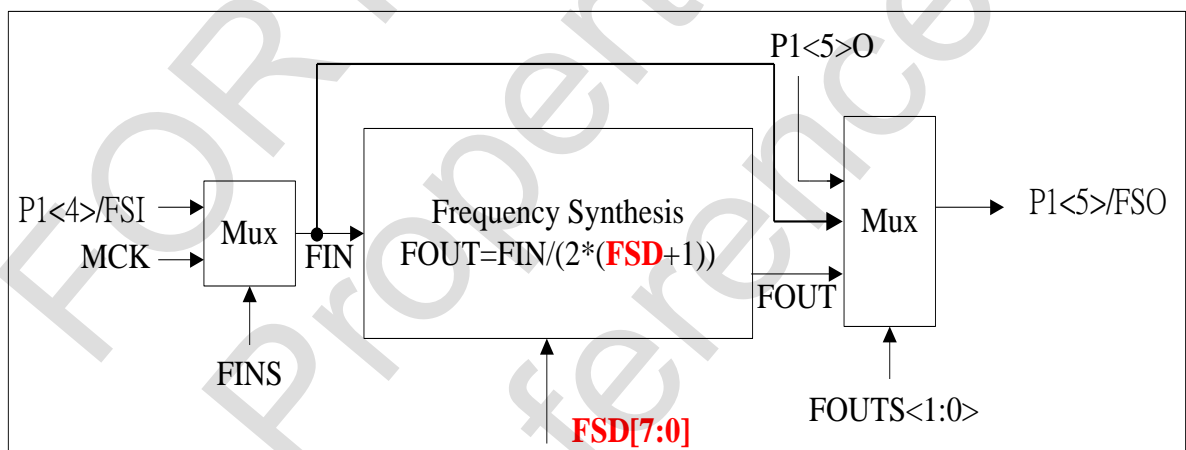 P1<5>O
P1<4>/FSI
MCK
Mux
FIN
FINS
Frequency Synthesis
FOUT=FIN/(2*(FSD+1))
FSD[7:0]
FOUT
Mux
FOUTS<1:0>
P1<5>/FSO